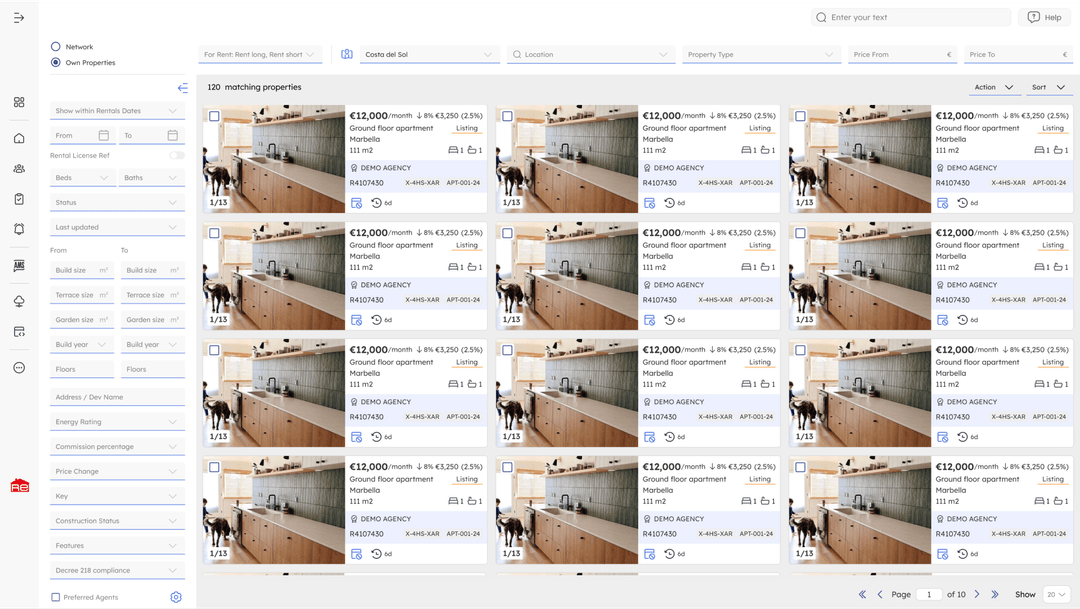 Enter your text
Help
Network
Own Properties
For Rent: Rent long, Rent short
Costa del Sol
Location
Property Type
Price From €
Price To €
120 matching properties
Action
Sort
Show within Rentals Dates
From To
Rental License Ref
Beds Baths
Status
Last updated
From To
Build size m² Build size m²
Terrace size m² Terrace size m²
Garden size m² Garden size m²
Build year Build year
Floors Floors
Address / Dev Name
Energy Rating
Commission percentage
Price Change
Key
Construction Status
Features
Decree 218 compliance
Preferred Agents
AMS
Re
€12,000/month 8% €3,250 (2.5%)
Ground floor apartment Listing
Marbella
111 m2 1 1
DEMO AGENCY
R4107430 X-4HS-XAR APT-001-24
1/13 6d
€12,000/month 8% €3,250 (2.5%)
Ground floor apartment Listing
Marbella
111 m2 1 1
DEMO AGENCY
R4107430 X-4HS-XAR APT-001-24
1/13 6d
€12,000/month 8% €3,250 (2.5%)
Ground floor apartment Listing
Marbella
111 m2 1 1
DEMO AGENCY
R4107430 X-4HS-XAR APT-001-24
1/13 6d
€12,000/month 8% €3,250 (2.5%)
Ground floor apartment Listing
Marbella
111 m2 1 1
DEMO AGENCY
R4107430 X-4HS-XAR APT-001-24
1/13 6d
€12,000/month 8% €3,250 (2.5%)
Ground floor apartment Listing
Marbella
111 m2 1 1
DEMO AGENCY
R4107430 X-4HS-XAR APT-001-24
1/13 6d
€12,000/month 8% €3,250 (2.5%)
Ground floor apartment Listing
Marbella
111 m2 1 1
DEMO AGENCY
R4107430 X-4HS-XAR APT-001-24
1/13 6d
€12,000/month 8% €3,250 (2.5%)
Ground floor apartment Listing
Marbella
111 m2 1 1
DEMO AGENCY
R4107430 X-4HS-XAR APT-001-24
1/13 6d
€12,000/month 8% €3,250 (2.5%)
Ground floor apartment Listing
Marbella
111 m2 1 1
DEMO AGENCY
R4107430 X-4HS-XAR APT-001-24
1/13 6d
€12,000/month 8% €3,250 (2.5%)
Ground floor apartment Listing
Marbella
111 m2 1 1
DEMO AGENCY
R4107430 X-4HS-XAR APT-001-24
1/13 6d
€12,000/month 8% €3,250 (2.5%)
Ground floor apartment Listing
Marbella
111 m2 1 1
DEMO AGENCY
R4107430 X-4HS-XAR APT-001-24
1/13 6d
€12,000/month 8% €3,250 (2.5%)
Ground floor apartment Listing
Marbella
111 m2 1 1
DEMO AGENCY
R4107430 X-4HS-XAR APT-001-24
1/13 6d
€12,000/month 8% €3,250 (2.5%)
Ground floor apartment Listing
Marbella
111 m2 1 1
DEMO AGENCY
R4107430 X-4HS-XAR APT-001-24
1/13 6d
Page 1 of 10 Show 20